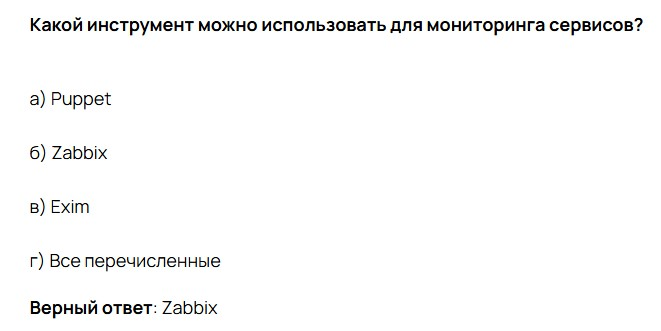 Какой инструмент можно использовать для мониторинга сервисов?
а) Puppet
б) Zabbix
в) Exim
г) Все перечисленные
Верный ответ: Zabbix